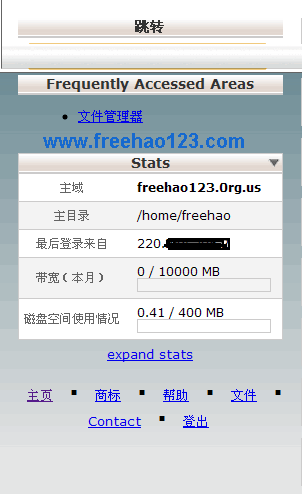 跳转
Frequently Accessed Areas
文件管理器
www.freehao123.com
Stats
主域 freehao123.0rg.us
主目录 /home/freehao
最后登录来自 220.
带宽（本月） 0 / 10000 MB
磁盘空间使用情况 0.41 / 400 MB
expand stats
主页 ▪ 商标 ▪ 帮助 ▪ 文件 ▪
Contact ▪ 登出